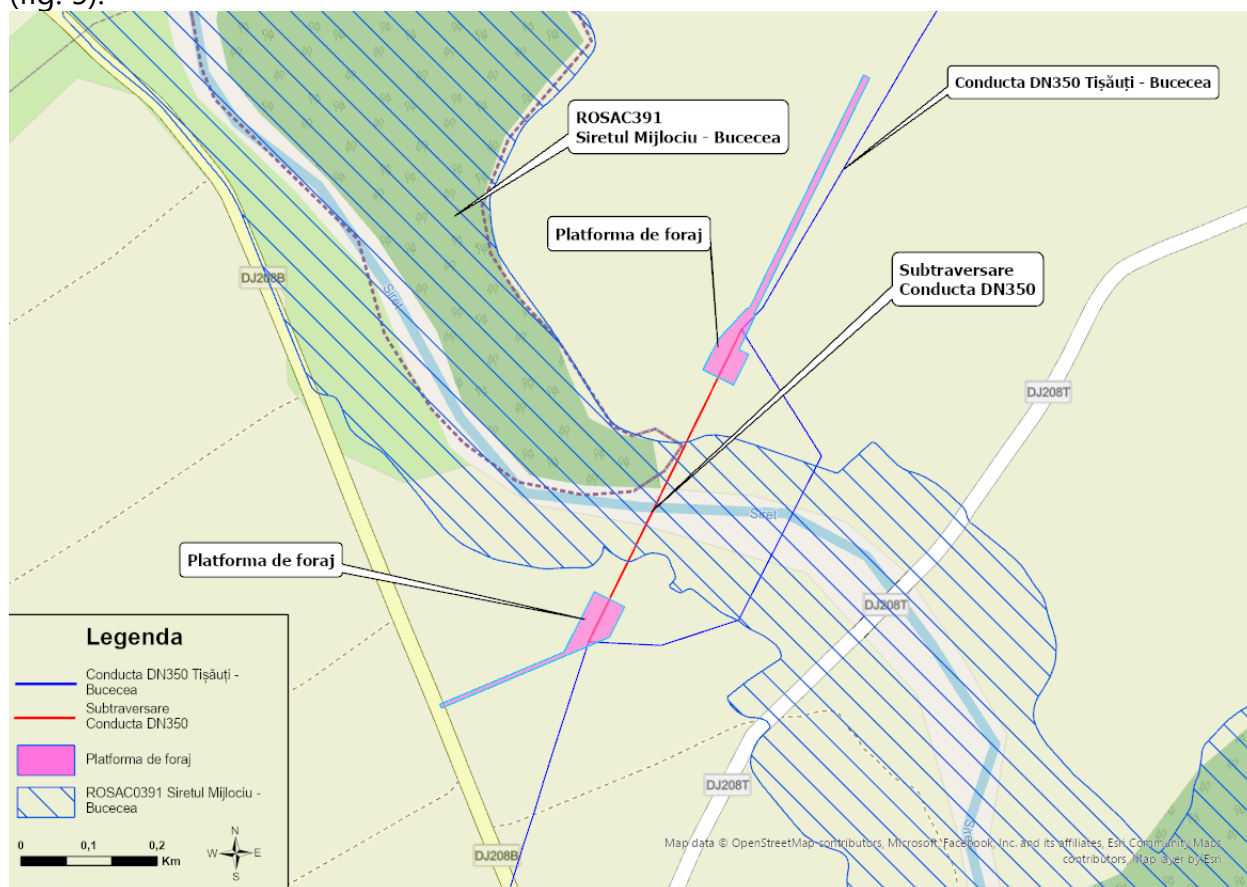 (fig. 5).
Conducta DN350 Tișăuți - Bucecea
ROSAC391
Siretul Mijlociu - Bucecea
Platforma de foraj
Subtraversare
Conducta DN350
DJ208B
Siret
DJ208T
Siret
Platforma de foraj
DJ208T
Legenda
Conducta DN350 Tișăuți -
Bucecea
Subtraversare
Conducta DN350
Platforma de foraj
ROSAC0391 Siretul Mijlociu -
Bucecea
0 0,1 0,2
Km
N
W E
S
DJ208T
DJ208B
Siret
Map data © OpenStreetMap contributors, Microsoft, Facebook, Inc. and its affiliates, Esri Community Maps
contributors, Map layer by Esri